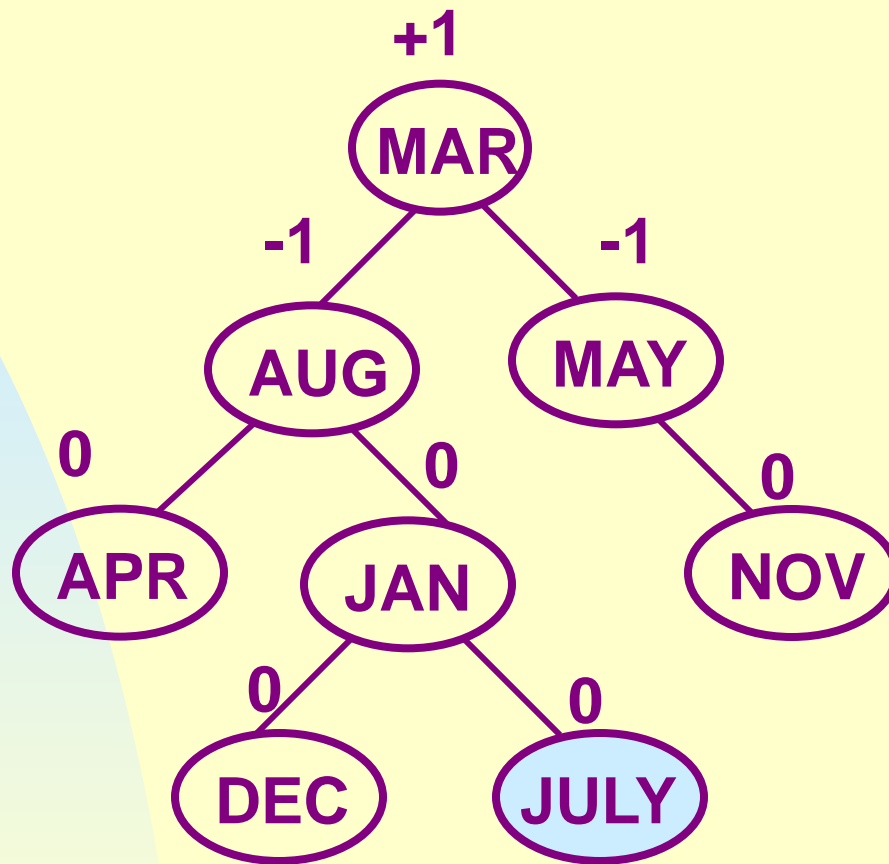 +1
MAR
-1 -1
AUG MAY
0 0 0
APR JAN NOV
0 0
DEC JULY